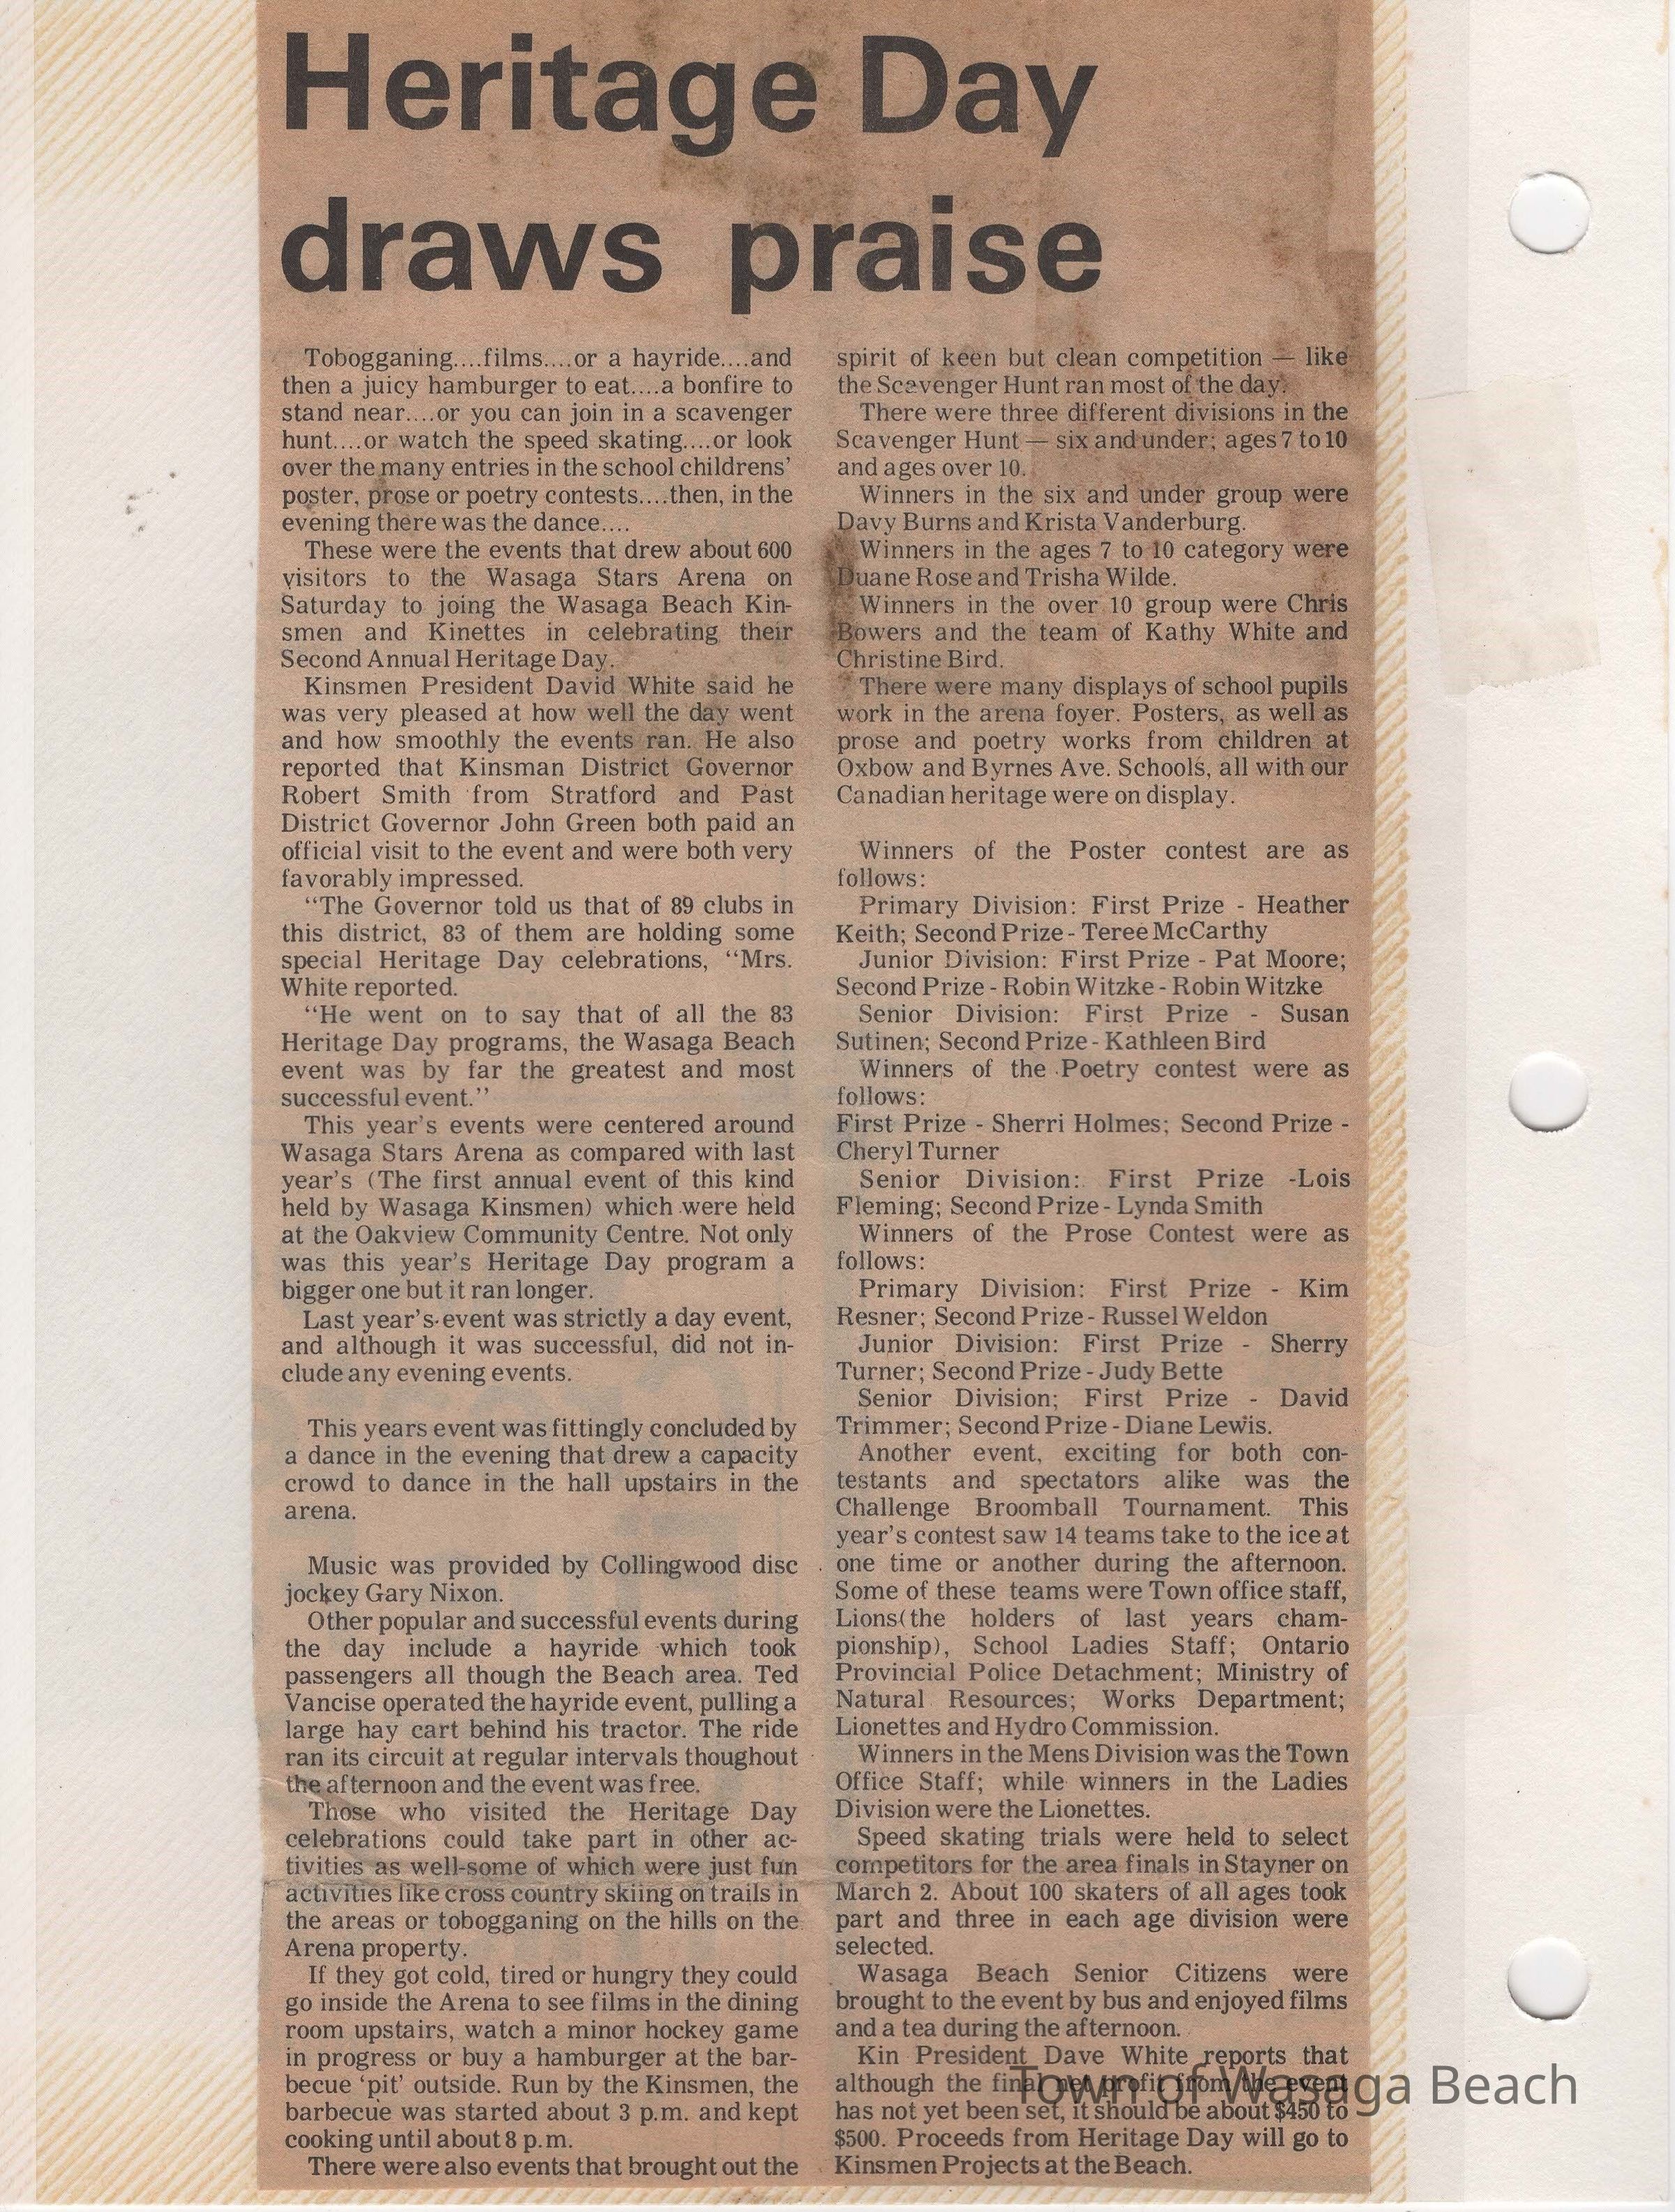 Heritage Day
draws praise
Tobogganing....films....or a hayride....and
then a juicy hamburger to eat....a bonfire to
stand near....or you can join in a scavenger
hunt....or watch the speed skating....or look
over the many entries in the school childrens'
poster, prose or poetry contests....then, in the
evening there was the dance....
These were the events that drew about 600
visitors to the Wasaga Stars Arena on
Saturday to joing the Wasaga Beach Kin-
smen and Kinettes in celebrating their
Second Annual Heritage Day.
Kinsmen President David White said he
was very pleased at how well the day went
and how smoothly the events ran. He also
reported that Kinsman District Governor
Robert Smith from Stratford and Past
District Governor John Green both paid an
official visit to the event and were both very
favorably impressed.
"The Governor told us that of 89 clubs in
this district, 83 of them are holding some
special Heritage Day celebrations, "Mrs.
White reported.
"He went on to say that of all the 83
Heritage Day programs, the Wasaga Beach
event was by far the greatest and most
successful event."
This year's events were centered around
Wasaga Stars Arena as compared with last
year's (The first annual event of this kind
held by Wasaga Kinsmen) which were held
at the Oakview Community Centre. Not only
was this year's Heritage Day program a
bigger one but it ran longer.
Last year's event was strictly a day event,
and although it was successful, did not in-
clude any evening events.
This years event was fittingly concluded by
a dance in the evening that drew a capacity
crowd to dance in the hall upstairs in the
arena.
Music was provided by Collingwood disc
jockey Gary Nixon.
Other popular and successful events during
the day include a hayride which took
passengers all though the Beach area. Ted
Vancise operated the hayride event, pulling a
large hay cart behind his tractor. The ride
ran its circuit at regular intervals thoughout
the afternoon and the event was free.
Those who visited the Heritage Day
celebrations could take part in other ac-
tivities as well-some of which were just fun
activities like cross country skiing on trails in
the areas or tobogganing on the hills on the
Arena property.
If they got cold, tired or hungry they could
go inside the Arena to see films in the dining
room upstairs, watch a minor hockey game
in progress or buy a hamburger at the bar-
becue 'pit' outside. Run by the Kinsmen, the
barbecue was started about 3 p.m. and kept
cooking until about 8 p.m.
There were also events that brought out the
spirit of keen but clean competition — like
the Scavenger Hunt ran most of the day.
There were three different divisions in the
Scavenger Hunt — six and under; ages 7 to 10
and ages over 10.
Winners in the six and under group were
Davy Burns and Krista Vanderburg.
Winners in the ages 7 to 10 category were
Duane Rose and Trisha Wilde.
Winners in the over 10 group were Chris
Bowers and the team of Kathy White and
Christine Bird.
There were many displays of school pupils
work in the arena foyer. Posters, as well as
prose and poetry works from children at
Oxbow and Byrnes Ave. Schools, all with our
Canadian heritage were on display.
Winners of the Poster contest are as
follows:
Primary Division: First Prize - Heather
Keith; Second Prize - Teree McCarthy
Junior Division: First Prize - Pat Moore;
Second Prize - Robin Witzke - Robin Witzke
Senior Division: First Prize - Susan
Sutinen; Second Prize - Kathleen Bird
Winners of the Poetry contest were as
follows:
First Prize - Sherri Holmes; Second Prize -
Cheryl Turner
Senior Division: First Prize -Lois
Fleming; Second Prize - Lynda Smith
Winners of the Prose Contest were as
follows:
Primary Division: First Prize - Kim
Resner; Second Prize - Russel Weldon
Junior Division: First Prize - Sherry
Turner; Second Prize - Judy Bette
Senior Division; First Prize - David
Trimmer; Second Prize - Diane Lewis.
Another event, exciting for both con-
testants and spectators alike was the
Challenge Broomball Tournament. This
year's contest saw 14 teams take to the ice at
one time or another during the afternoon.
Some of these teams were Town office staff,
Lions(the holders of last years cham-
pionship), School Ladies Staff; Ontario
Provincial Police Detachment; Ministry of
Natural Resources; Works Department;
Lionettes and Hydro Commission.
Winners in the Mens Division was the Town
Office Staff; while winners in the Ladies
Division were the Lionettes.
Speed skating trials were held to select
competitors for the area finals in Stayner on
March 2. About 100 skaters of all ages took
part and three in each age division were
selected.
Wasaga Beach Senior Citizens were
brought to the event by bus and enjoyed films
and a tea during the afternoon.
Kin President Dave White reports that
although the final net profit from the event
has not yet been set, it should be about $450 to
$500. Proceeds from Heritage Day will go to
Kinsmen Projects at the Beach.
Town of Wasaga Beach